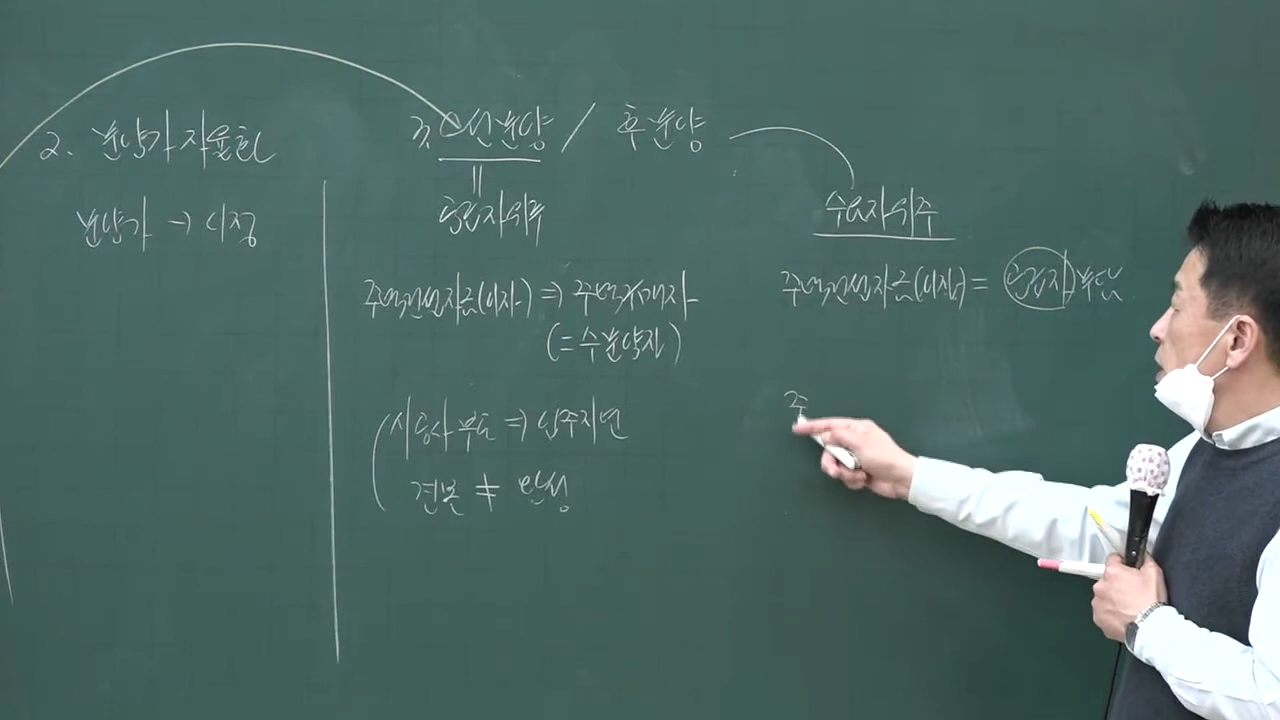 2. 분양가 자율화
분양가 → 시장
3. 선분양 / 후분양
=
공급자위주
주택건설자금(이자) ⇒ 주택구매자
(= 수분양자)
시공사 부도 ⇒ 입주지연
견본 ≠ 완성
수요자위주
주택건설자금(이자) = 공급자 부담
주